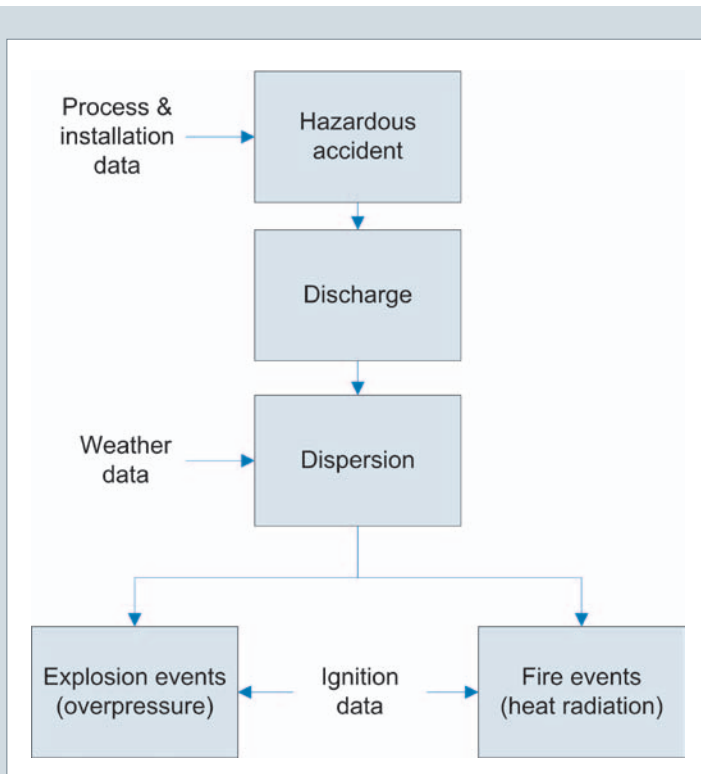 Process &
installation
data
Hazardous
accident
Discharge
Weather
data
Dispersion
Explosion events
(overpressure)
Ignition
data
Fire events
(heat radiation)